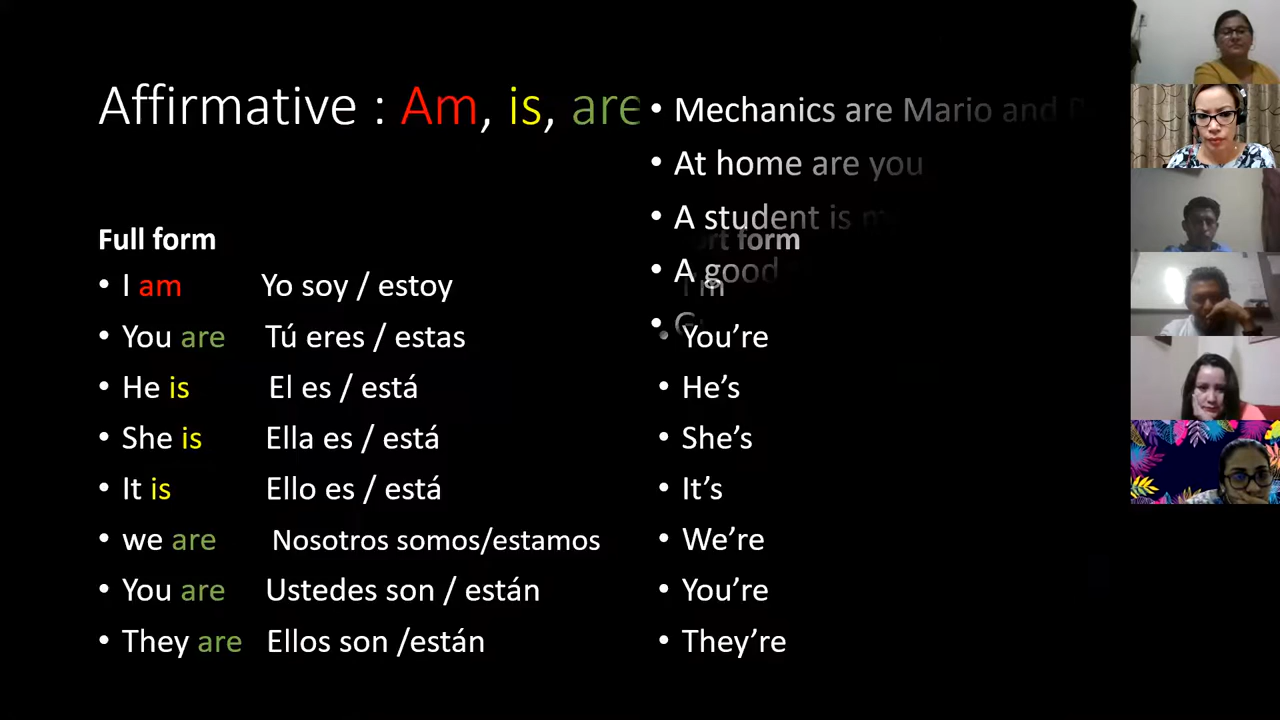 Affirmative : Am, is, are
Full form
• I am Yo soy / estoy
• You are Tú eres / estas
• He is El es / está
• She is Ella es / está
• It is Ello es / está
• we are Nosotros somos/estamos
• You are Ustedes son / están
• They are Ellos son /están
• Mechanics are Mario and
• At home are you
• A student is
• A good
form
I'm
• You're
• He's
• She's
• It's
• We're
• You're
• They're